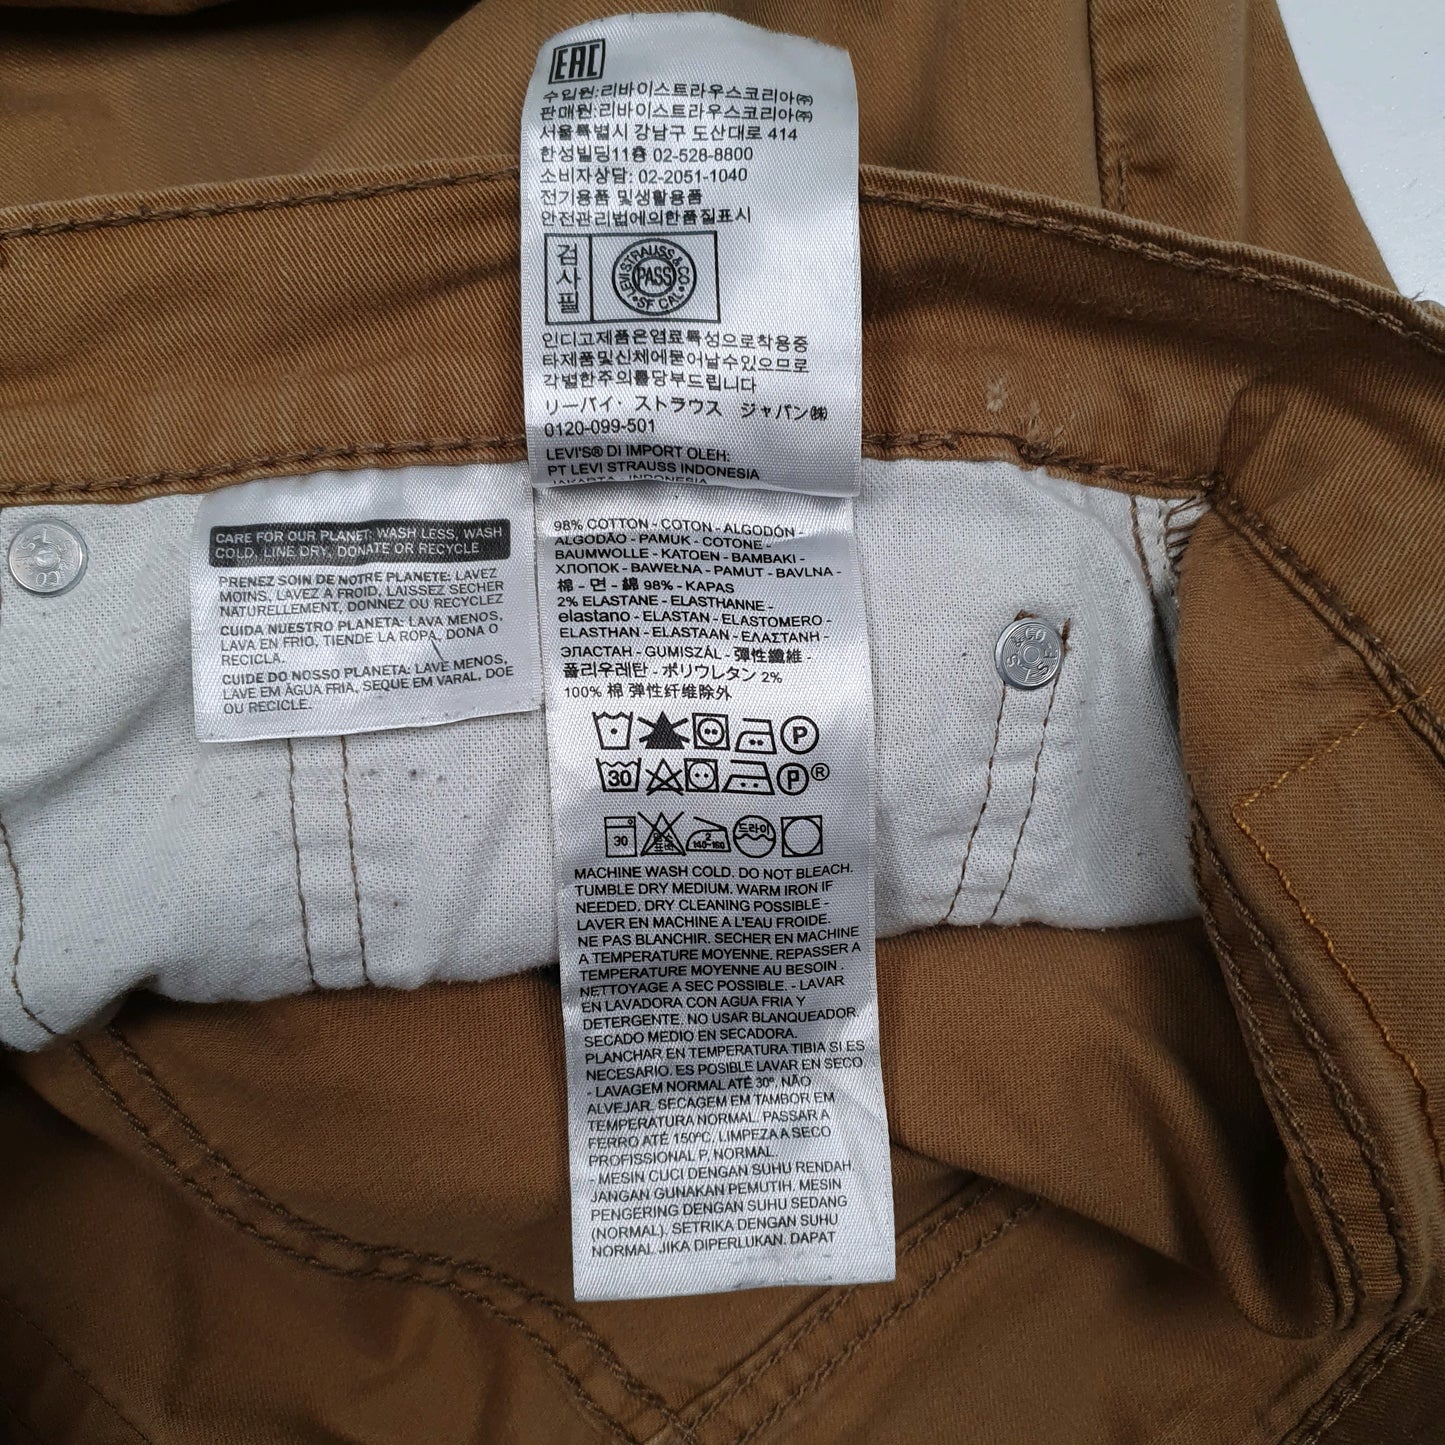 EAC
수입원:리바이스트라우스코리아㈜
판매원:리바이스트라우스코리아㈜
서울특별시 강남구 도산대로 414
한성빌딩11층 02-528-8800
소비자상담: 02-2051-1040
전기용품 및생활용품
안전관리법에의한품질표시
검사필
LEVI STRAUSS & CO
PASS
SF CAL
인디고제품은염료특성으로착용중
타제품및신체에묻어날수있으므로
각별한주의를당부드립니다
リーバイ・ストラウス ジャパン㈱
0120-099-501
LEVI'S® DI IMPORT OLEH:
PT LEVI STRAUSS INDONESIA
JAKARTA - INDONESIA
CARE FOR OUR PLANET: WASH LESS, WASH
COLD, LINE DRY, DONATE OR RECYCLE
PRENEZ SOIN DE NOTRE PLANETE: LAVEZ
MOINS, LAVEZ A FROID, LAISSEZ SECHER
NATURELLEMENT, DONNEZ OU RECYCLEZ
CUIDA NUESTRO PLANETA: LAVA MENOS,
LAVA EN FRIO, TIENDE LA ROPA, DONA O
RECICLA.
CUIDE DO NOSSO PLANETA: LAVE MENOS,
LAVE EM ÁGUA FRIA, SEQUE EM VARAL, DOE
OU RECICLE.
98% COTTON - COTON - ALGODÓN -
ALGODÃO - PAMUK - COTONE -
BAUMWOLLE - KATOEN - BAMBAKI -
ХЛОПОК - BAWEŁNA - PAMUT - BAVLNA -
棉 - 면 - 綿 98% - KAPAS
2% ELASTANE - ELASTHANNE -
elastano - ELASTAN - ELASTOMERO -
ELASTHAN - ELASTAAN - ΕΛΑΣΤΑΝΗ -
ЭЛАСТАН - GUMISZÁL - 彈性纖維 -
폴리우레탄 - ポリウレタン 2%
100% 棉 弹性纤维除外
P
30 P ®
30 염소표백 2 140~160 드라이
MACHINE WASH COLD. DO NOT BLEACH.
TUMBLE DRY MEDIUM. WARM IRON IF
NEEDED. DRY CLEANING POSSIBLE -
LAVER EN MACHINE A L'EAU FROIDE.
NE PAS BLANCHIR. SECHER EN MACHINE
A TEMPERATURE MOYENNE. REPASSER A
TEMPERATURE MOYENNE AU BESOIN .
NETTOYAGE A SEC POSSIBLE. - LAVAR
EN LAVADORA CON AGUA FRIA Y
DETERGENTE. NO USAR BLANQUEADOR.
SECADO MEDIO EN SECADORA.
PLANCHAR EN TEMPERATURA TIBIA SI ES
NECESARIO. ES POSIBLE LAVAR EN SECO
- LAVAGEM NORMAL ATÉ 30º. NÃO
ALVEJAR. SECAGEM EM TAMBOR EM
TEMPERATURA NORMAL. PASSAR A
FERRO ATÉ 150ºC. LIMPEZA A SECO
PROFISSIONAL P, NORMAL.
- MESIN CUCI DENGAN SUHU RENDAH.
JANGAN GUNAKAN PEMUTIH. MESIN
PENGERING DENGAN SUHU SEDANG
(NORMAL). SETRIKA DENGAN SUHU
NORMAL JIKA DIPERLUKAN. DAPAT